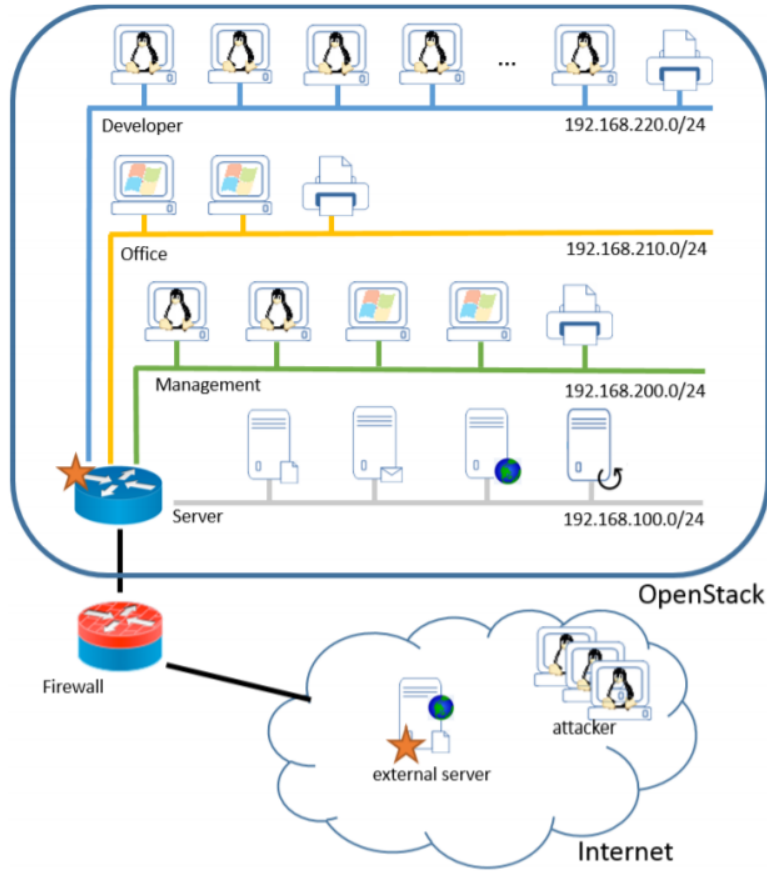 ...
Developer
192.168.220.0/24
Office
192.168.210.0/24
Management
192.168.200.0/24
Server
192.168.100.0/24
OpenStack
Firewall
attacker
external server
Internet